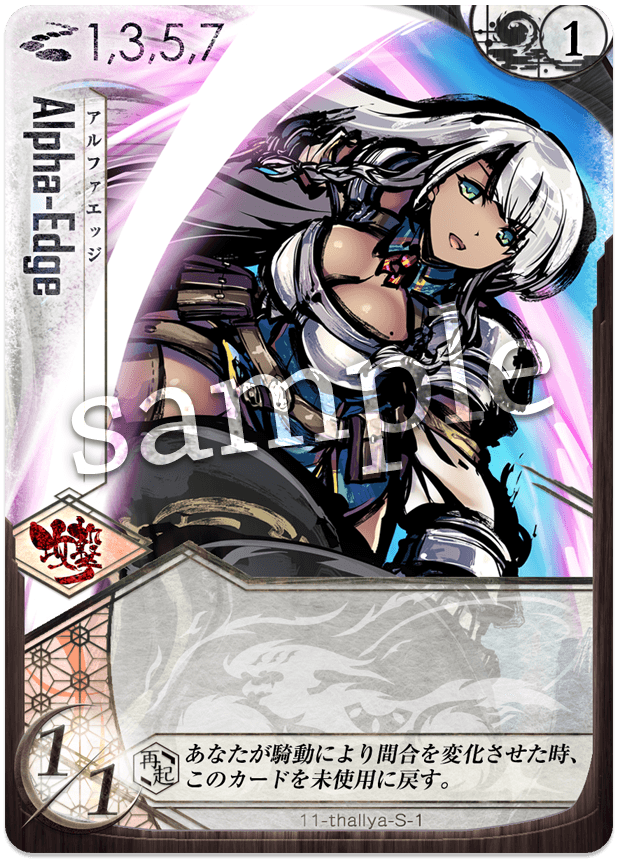 1,3,5,7
1
Alpha-Edge
アルファエッジ
sample
攻撃
1/1
再起
あなたが騎動により間合を変化させた時、
このカードを未使用に戻す。
11-thallya-S-1